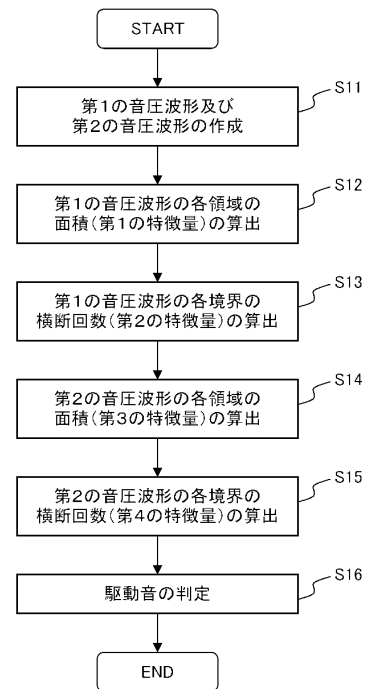 START
S11
第1の音圧波形及び
第2の音圧波形の作成
S12
第1の音圧波形の各領域の
面積(第1の特徴量)の算出
S13
第1の音圧波形の各境界の
横断回数(第2の特徴量)の算出
S14
第2の音圧波形の各領域の
面積(第3の特徴量)の算出
S15
第2の音圧波形の各境界の
横断回数(第4の特徴量)の算出
S16
駆動音の判定
END